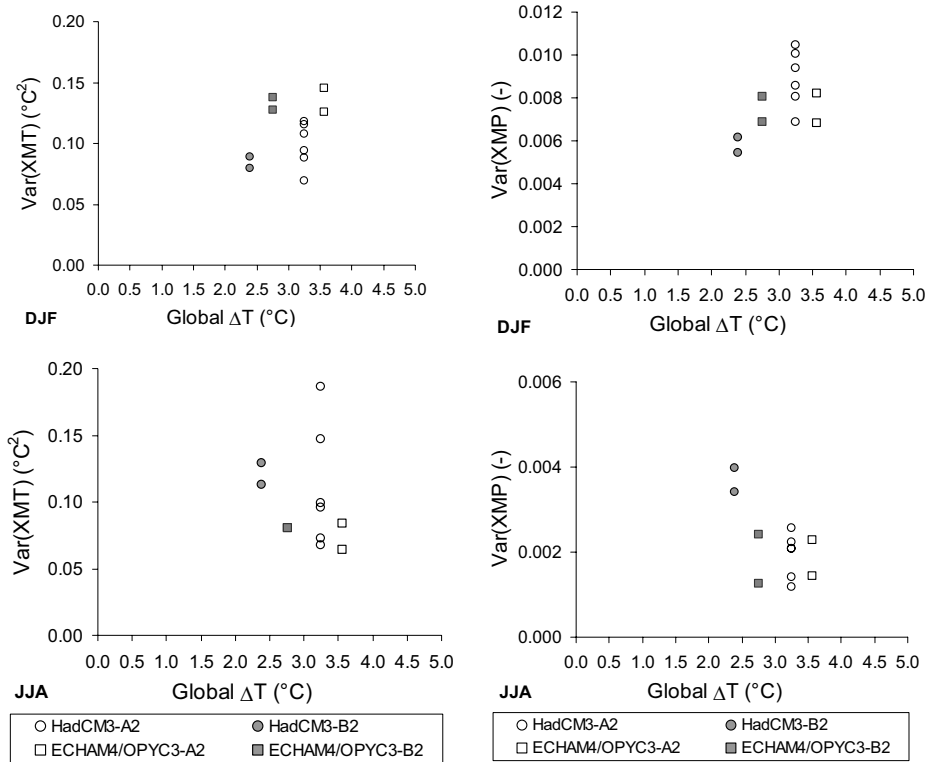 Var(XMT) (°C²)
0.20
0.15
0.10
0.05
0.00
0.0 0.5 1.0 1.5 2.0 2.5 3.0 3.5 4.0 4.5 5.0
DJF
Global ΔT (°C)
Var(XMP) (-)
0.012
0.010
0.008
0.006
0.004
0.002
0.000
0.0 0.5 1.0 1.5 2.0 2.5 3.0 3.5 4.0 4.5 5.0
DJF
Global ΔT (°C)
Var(XMT) (°C²)
0.20
0.15
0.10
0.05
0.00
0.0 0.5 1.0 1.5 2.0 2.5 3.0 3.5 4.0 4.5 5.0
JJA
Global ΔT (°C)
HadCM3-A2 HadCM3-B2
ECHAM4/OPYC3-A2 ECHAM4/OPYC3-B2
Var(XMP) (-)
0.006
0.004
0.002
0.000
0.0 0.5 1.0 1.5 2.0 2.5 3.0 3.5 4.0 4.5 5.0
JJA
Global ΔT (°C)
HadCM3-A2 HadCM3-B2
ECHAM4/OPYC3-A2 ECHAM4/OPYC3-B2